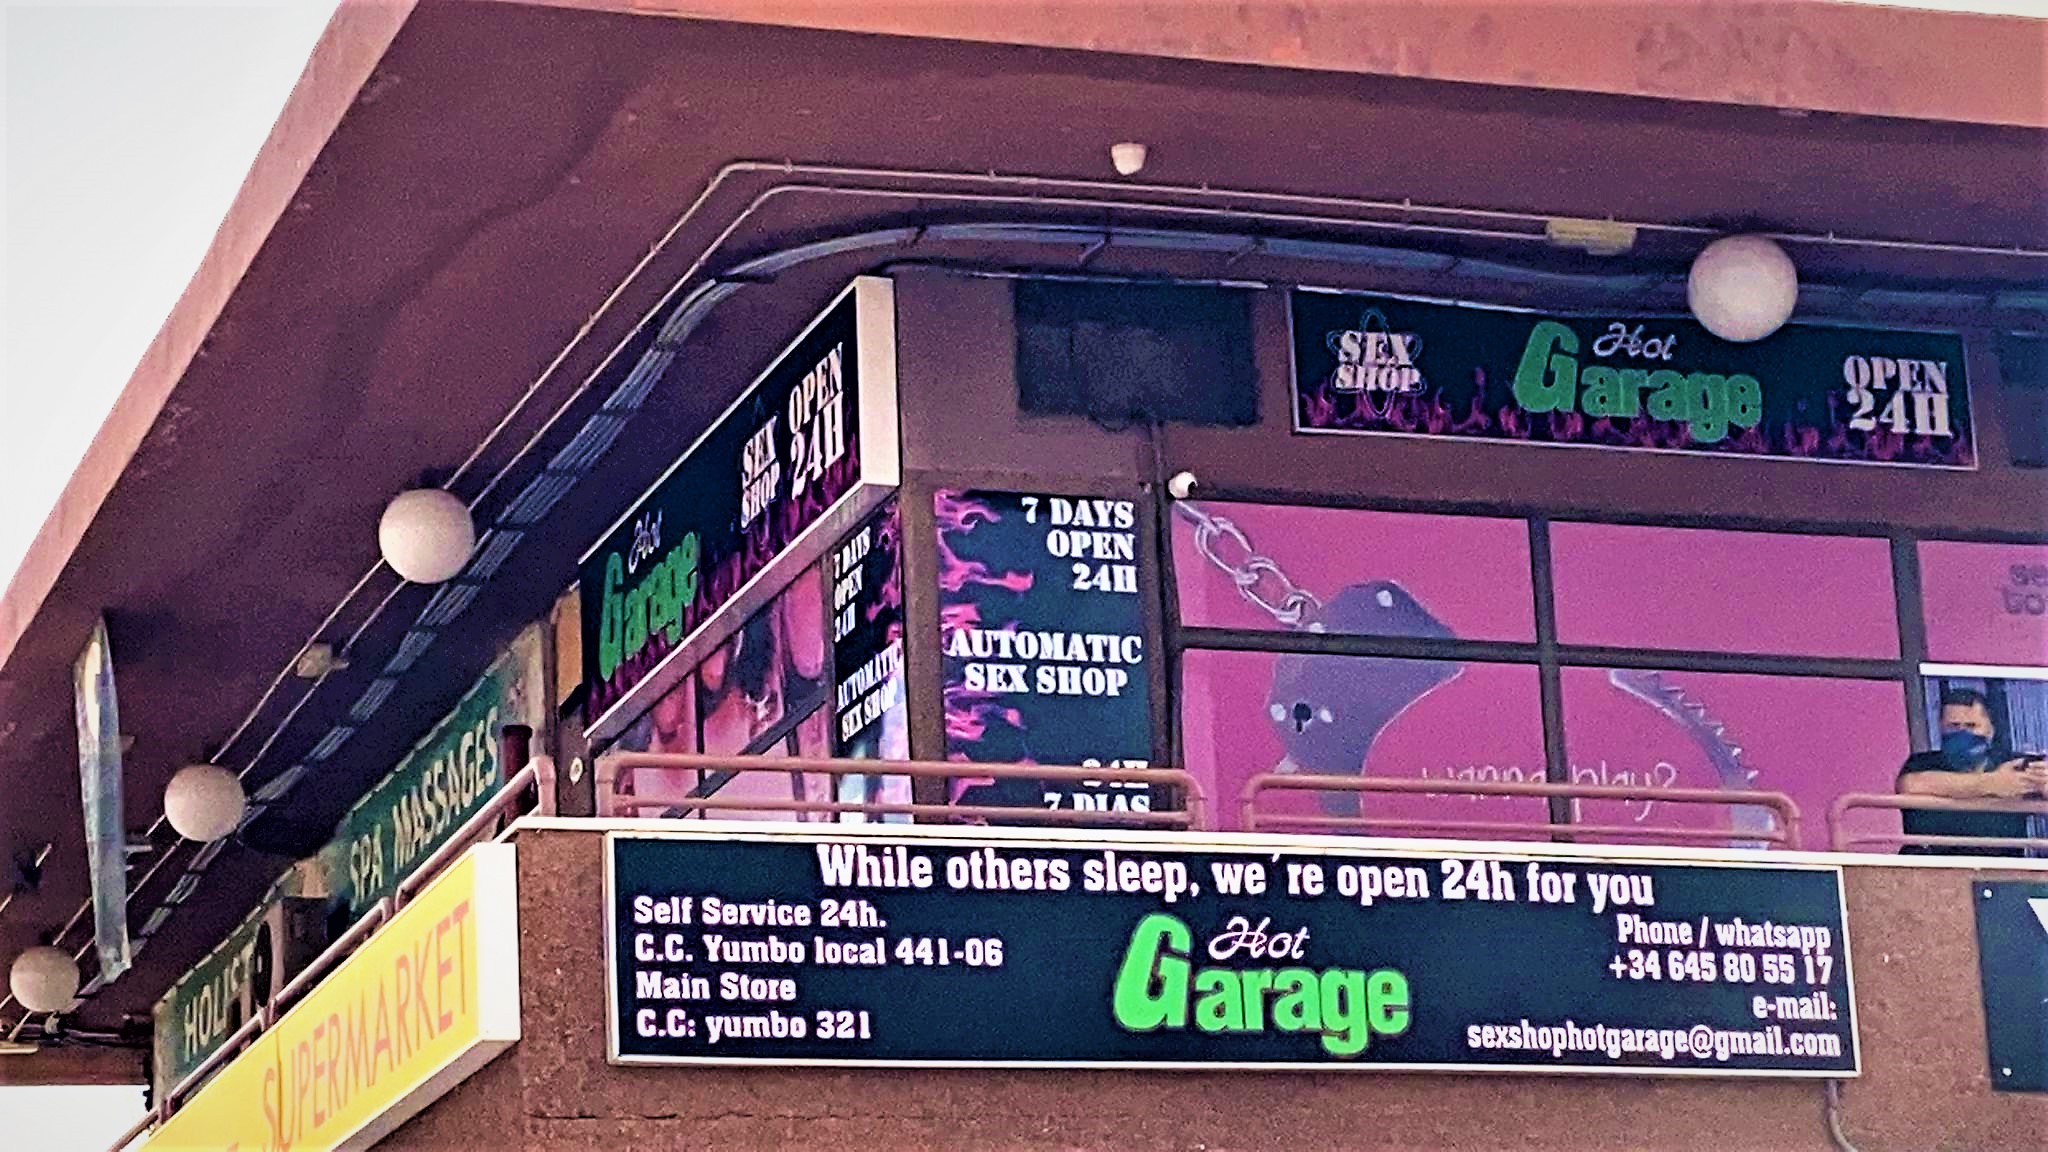 SEX
SHOP
Hot
Garage
OPEN
24H
Hot
Garage
SEX
SHOP
OPEN
24H
7 DAYS
OPEN
24H
AUTOMATIC
SEX SHOP
7 DAYS
OPEN
24H
AUTOMATIC
SEX SHOP
24H
7 DIAS
wanna play?
SPA MASSAGES
SUPERMARKET
While others sleep, we´re open 24h for you
Self Service 24h.
C.C. Yumbo local 441-06
Main Store
C.C: yumbo 321
Hot
Garage
Phone / whatsapp
+34 645 80 55 17
e-mail:
sexshophotgarage@gmail.com